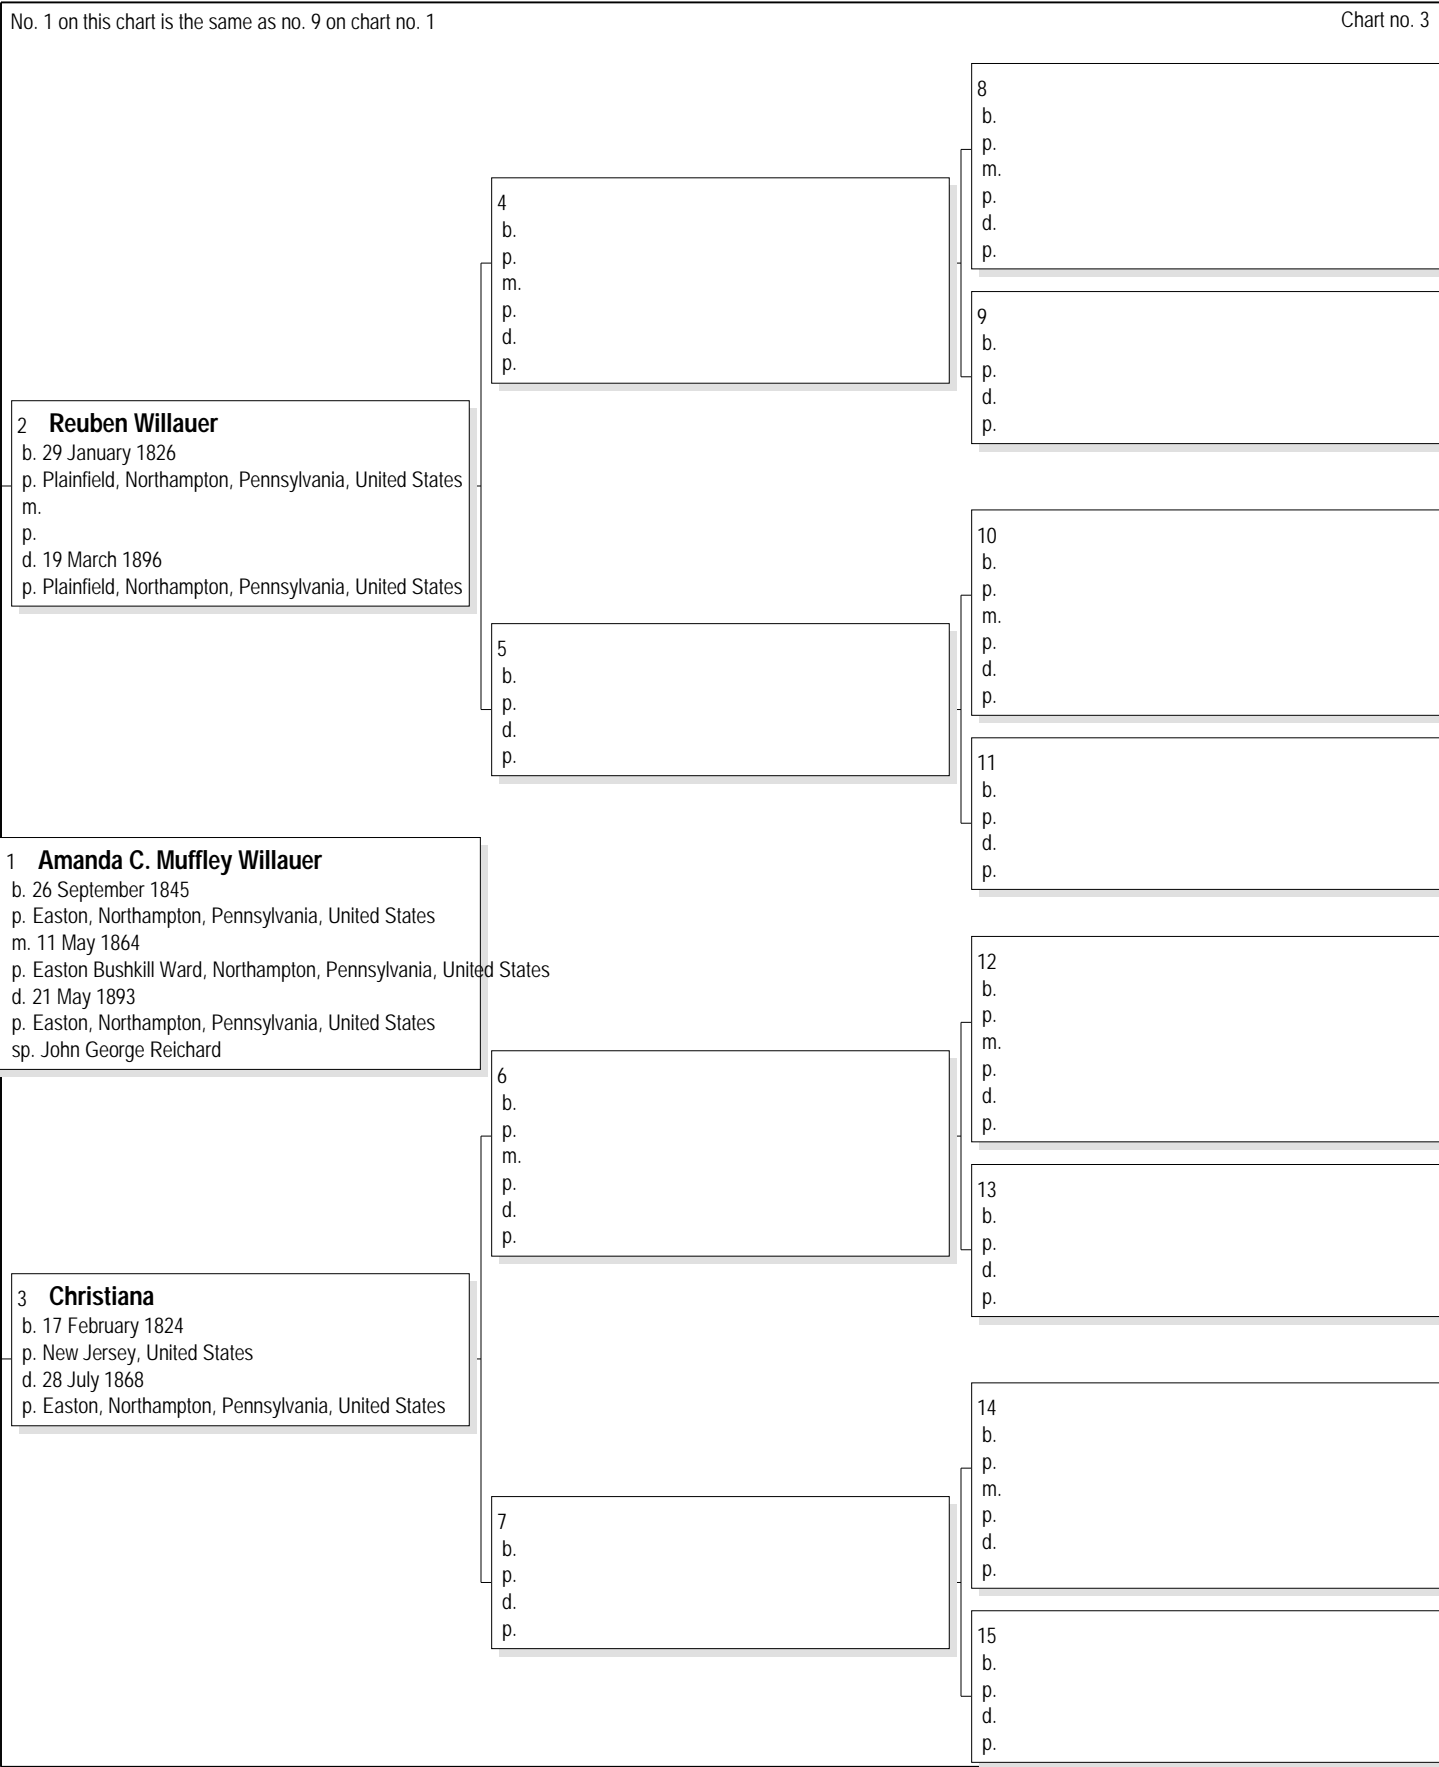 No. 1 on this chart is the same as no. 9 on chart no. 1
Chart no. 3
8
b.
p.
m.
p.
d.
p.
4
b.
p.
m.
p.
d.
p.
9
b.
p.
d.
p.
2 Reuben Willauer
b. 29 January 1826
p. Plainfield, Northampton, Pennsylvania, United States
m.
p.
d. 19 March 1896
p. Plainfield, Northampton, Pennsylvania, United States
10
b.
p.
m.
p.
d.
p.
5
b.
p.
d.
p.
11
b.
p.
d.
p.
1 Amanda C. Muffley Willauer
b. 26 September 1845
p. Easton, Northampton, Pennsylvania, United States
m. 11 May 1864
p. Easton Bushkill Ward, Northampton, Pennsylvania, United States
d. 21 May 1893
p. Easton, Northampton, Pennsylvania, United States
sp. John George Reichard
12
b.
p.
m.
p.
d.
p.
6
b.
p.
m.
p.
d.
p.
13
b.
p.
d.
p.
3 Christiana
b. 17 February 1824
p. New Jersey, United States
d. 28 July 1868
p. Easton, Northampton, Pennsylvania, United States
14
b.
p.
m.
p.
d.
p.
7
b.
p.
d.
p.
15
b.
p.
d.
p.